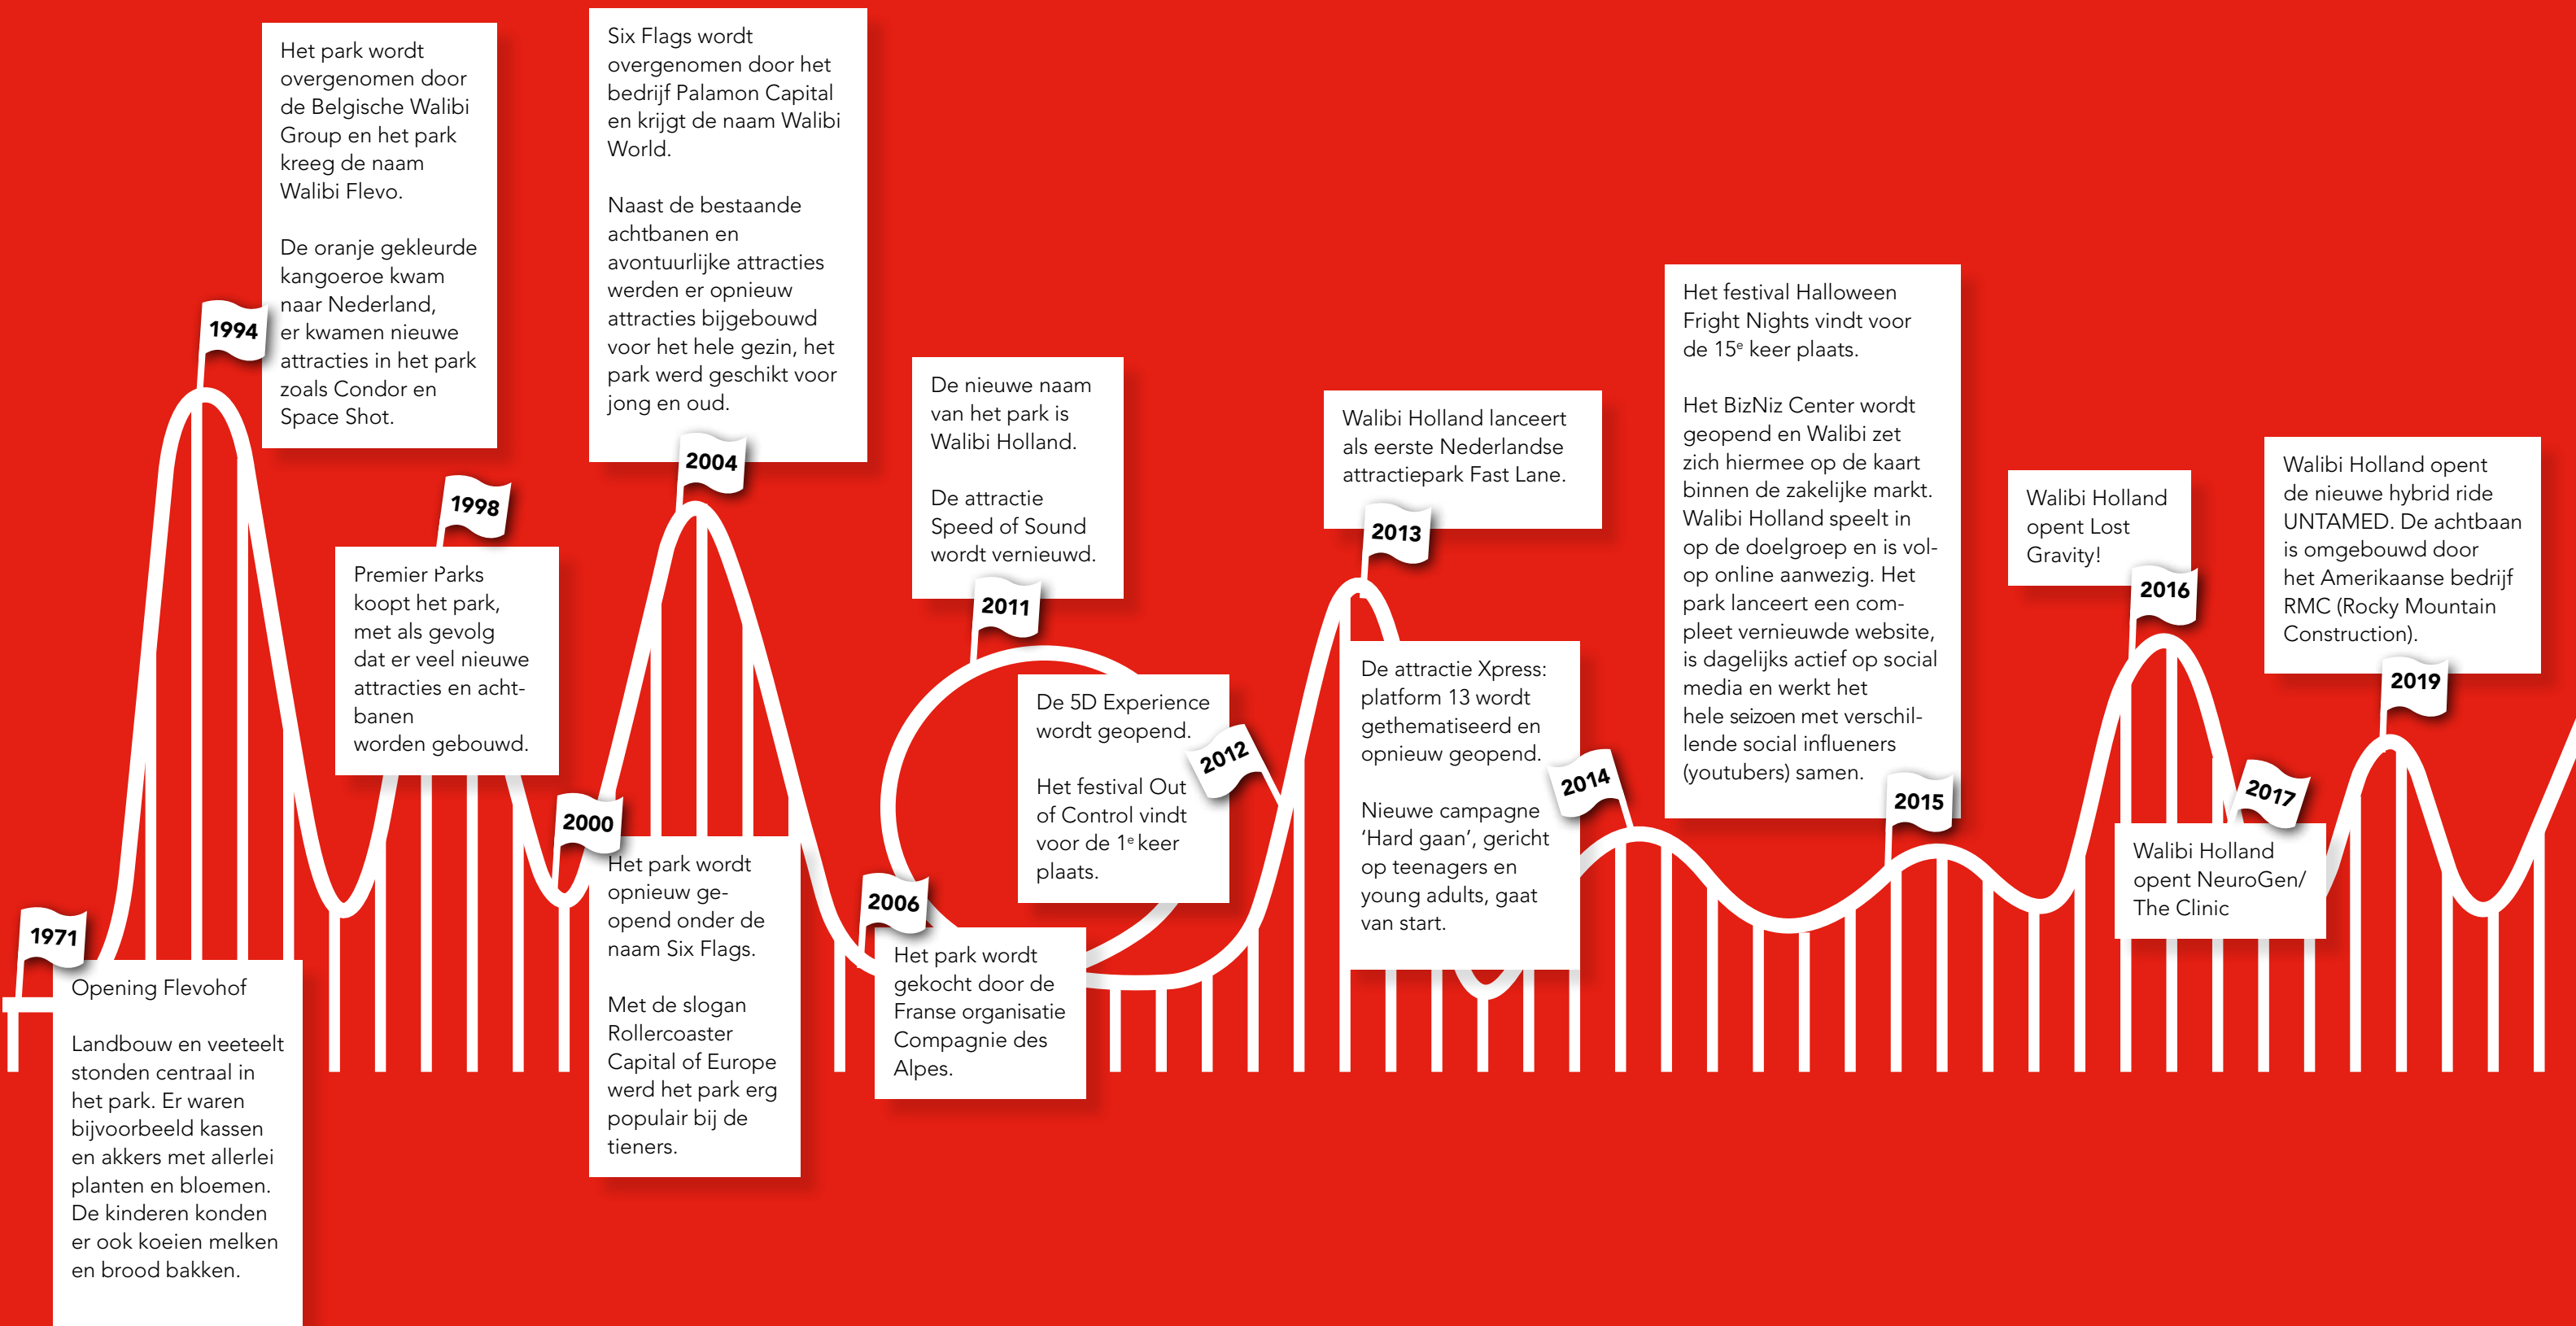 1971
Opening Flevohof
Landbouw en veeteelt
stonden centraal in
het park. Er waren
bijvoorbeeld kassen
en akkers met allerlei
planten en bloemen.
De kinderen konden
er ook koeien melken
en brood bakken.
1994
Het park wordt
overgenomen door
de Belgische Walibi
Group en het park
kreeg de naam
Walibi Flevo.
De oranje gekleurde
kangoeroe kwam
naar Nederland,
er kwamen nieuwe
attracties in het park
zoals Condor en
Space Shot.
1998
Premier Parks
koopt het park,
met als gevolg
dat er veel nieuwe
attracties en acht-
banen
worden gebouwd.
2000
Het park wordt
opnieuw ge-
opend onder de
naam Six Flags.
Met de slogan
Rollercoaster
Capital of Europe
werd het park erg
populair bij de
tieners.
2004
Six Flags wordt
overgenomen door het
bedrijf Palamon Capital
en krijgt de naam Walibi
World.
Naast de bestaande
achtbanen en
avontuurlijke attracties
werden er opnieuw
attracties bijgebouwd
voor het hele gezin, het
park werd geschikt voor
jong en oud.
2006
Het park wordt
gekocht door de
Franse organisatie
Compagnie des
Alpes.
2011
De nieuwe naam
van het park is
Walibi Holland.
De attractie
Speed of Sound
wordt vernieuwd.
2012
De 5D Experience
wordt geopend.
Het festival Out
of Control vindt
voor de 1e keer
plaats.
2013
Walibi Holland lanceert
als eerste Nederlandse
attractiepark Fast Lane.
2014
De attractie Xpress:
platform 13 wordt
gethematiseerd en
opnieuw geopend.
Nieuwe campagne
‘Hard gaan’, gericht
op teenagers en
young adults, gaat
van start.
2015
Het festival Halloween
Fright Nights vindt voor
de 15e keer plaats.
Het BizNiz Center wordt
geopend en Walibi zet
zich hiermee op de kaart
binnen de zakelijke markt.
Walibi Holland speelt in
op de doelgroep en is vol-
op online aanwezig. Het
park lanceert een com-
pleet vernieuwde website,
is dagelijks actief op social
media en werkt het
hele seizoen met verschil-
lende social influeners
(youtubers) samen.
2016
Walibi Holland
opent Lost
Gravity!
2017
Walibi Holland
opent NeuroGen/
The Clinic
2019
Walibi Holland opent
de nieuwe hybrid ride
UNTAMED. De achtbaan
is omgebouwd door
het Amerikaanse bedrijf
RMC (Rocky Mountain
Construction).